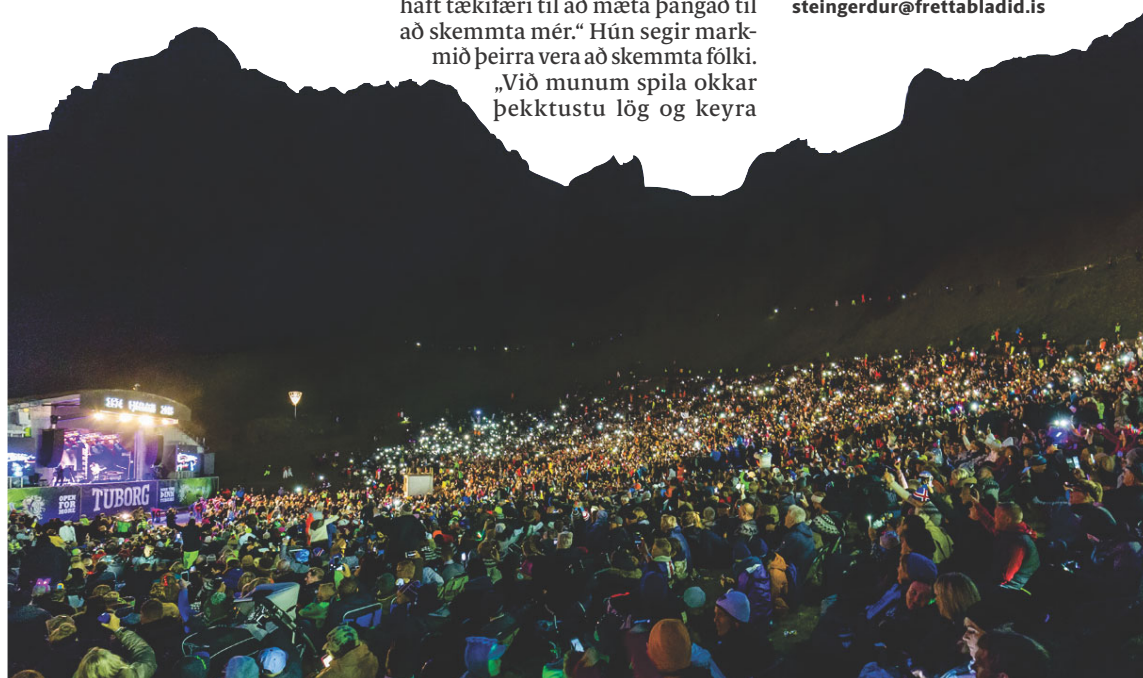 haft tækifæri til að mæta þangað til
að skemmta mér.“ Hún segir mark-
mið þeirra vera að skemmta fólki.
„Við munum spila okkar
þekktustu lög og keyra
steingerdur@frettabladid.is
OPEN
FOR
MORE
TUBORG